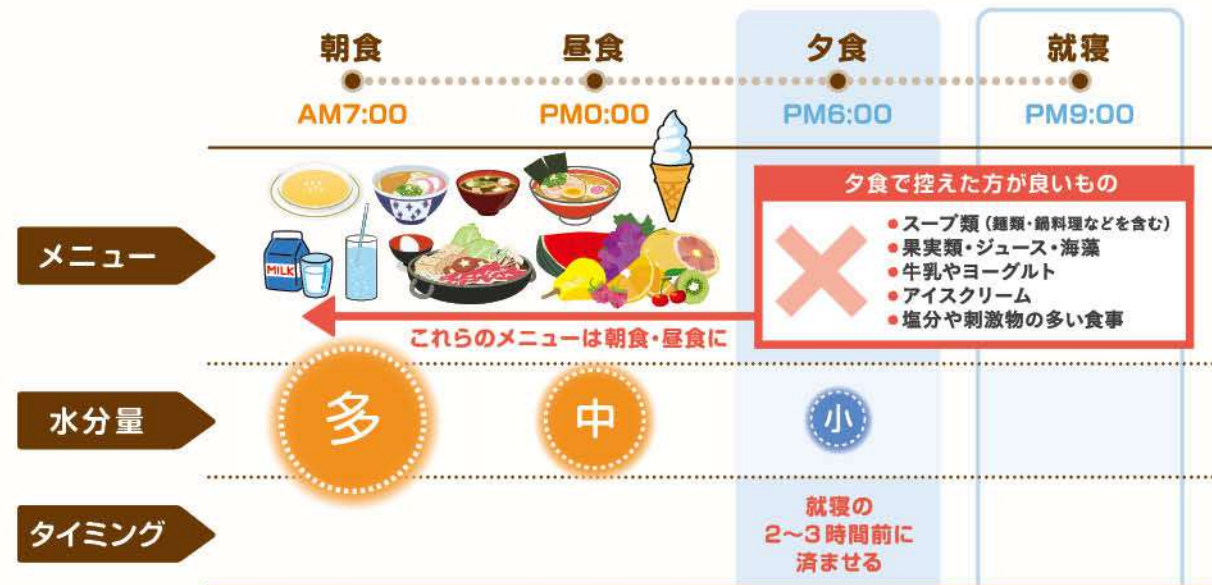 朝食 昼食 夕食 就寝
AM7:00 PM0:00 PM6:00 PM9:00
メニュー
MILK
夕食で控えた方が良いもの
●スープ類(麺類・鍋料理などを含む)
●果実類・ジュース・海藻
●牛乳やヨーグルト
●アイスクリーム
●塩分や刺激物の多い食事
これらのメニューは朝食・昼食に
水分量
多 中 小
タイミング
就寝の
2〜3時間前に
済ませる